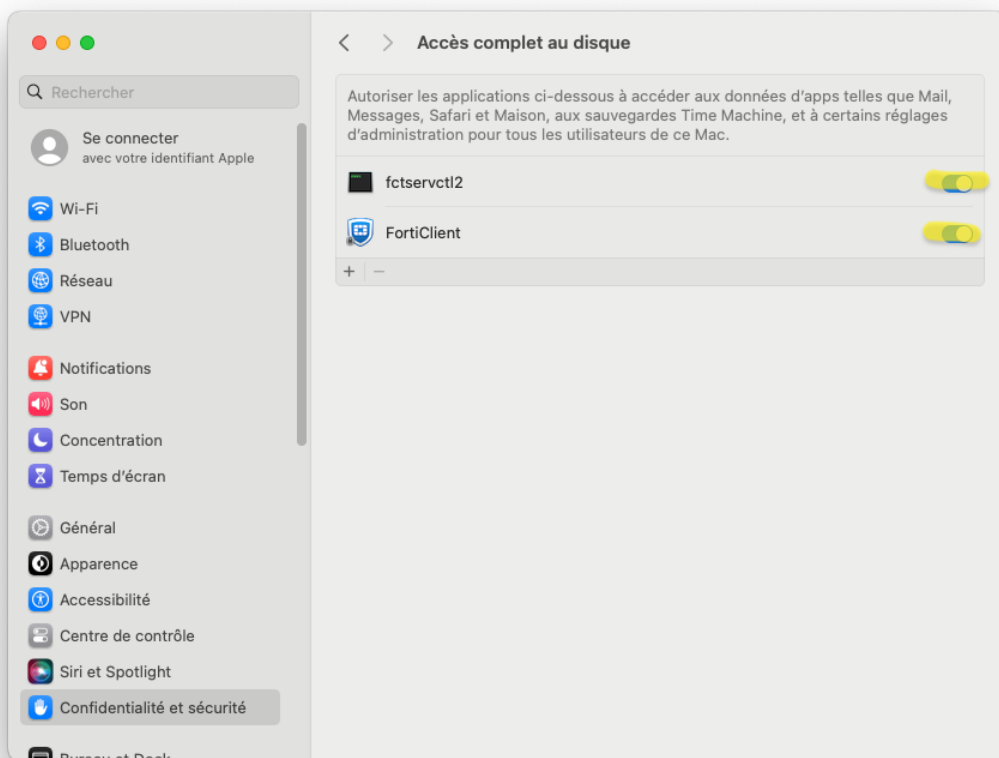 Rechercher
Se connecter
avec votre identifiant Apple
Wi-Fi
Bluetooth
Réseau
VPN
Notifications
Son
Concentration
Temps d’écran
Général
Apparence
Accessibilité
Centre de contrôle
Siri et Spotlight
Confidentialité et sécurité
Bureau et Dock
Accès complet au disque
Autoriser les applications ci-dessous à accéder aux données d’apps telles que Mail,
Messages, Safari et Maison, aux sauvegardes Time Machine, et à certains réglages
d’administration pour tous les utilisateurs de ce Mac.
fctservctl2
FortiClient